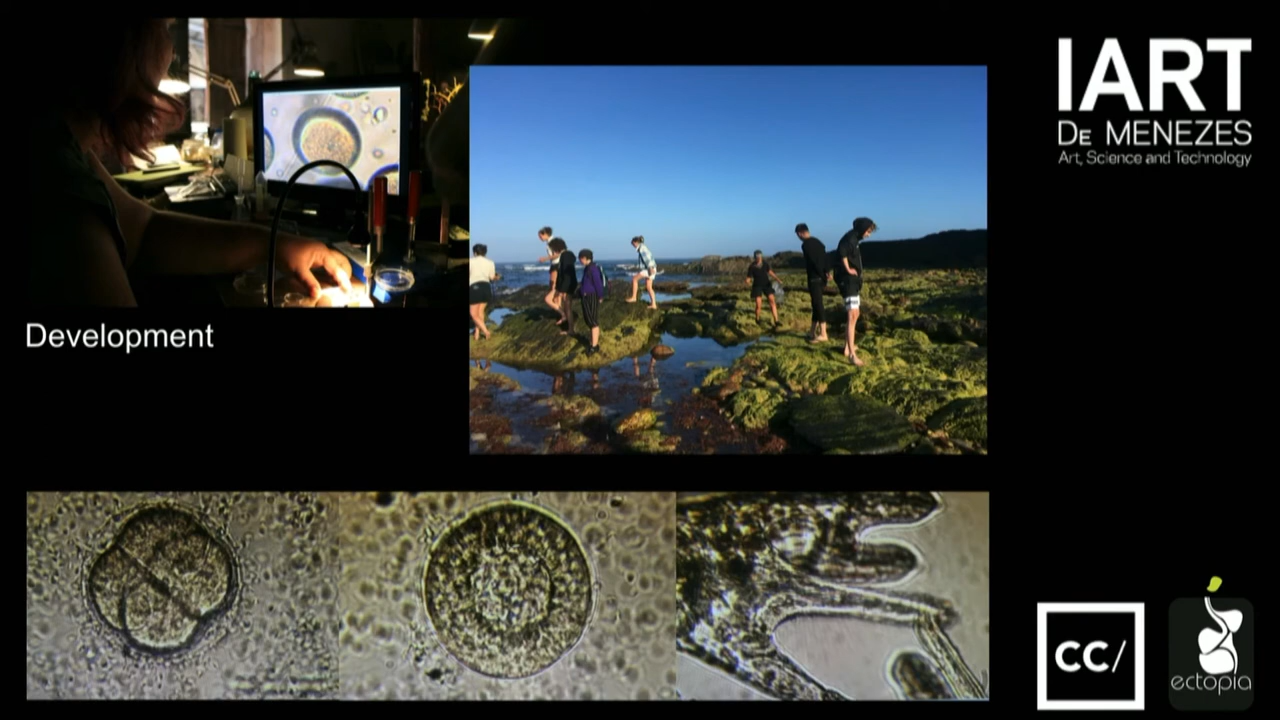 IART
DE MENEZES
Art, Science and Technology
Development
CC/
ectopia